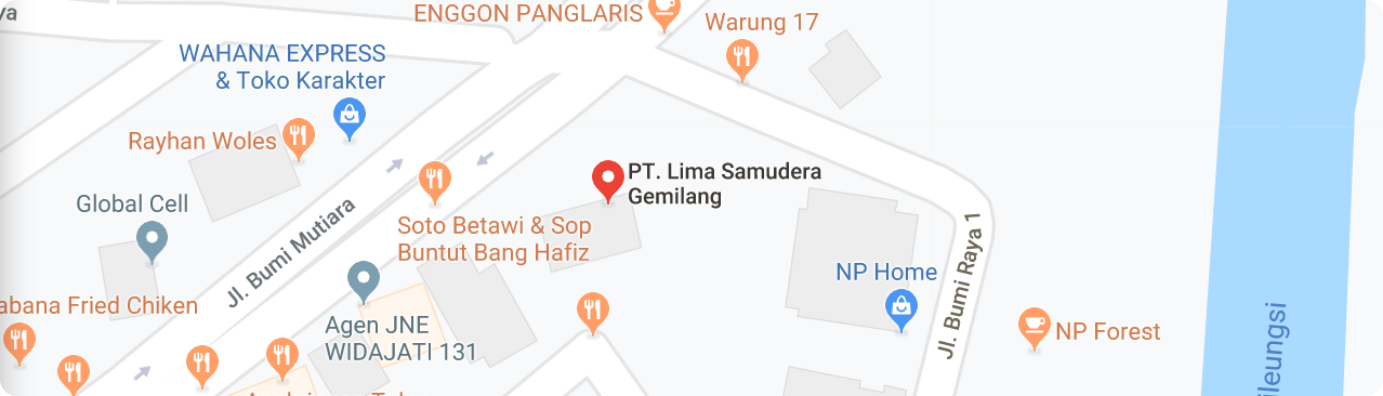 ya
ENGGON PANGLARIS
Warung 17
WAHANA EXPRESS
& Toko Karakter
Rayhan Woles
PT. Lima Samudera
Gemilang
Global Cell
Jl. Bumi Mutiara
Soto Betawi & Sop
Buntut Bang Hafiz
Jl. Bumi Raya 1
NP Home
abana Fried Chiken
Agen JNE
WIDAJATI 131
NP Forest
ileungsi